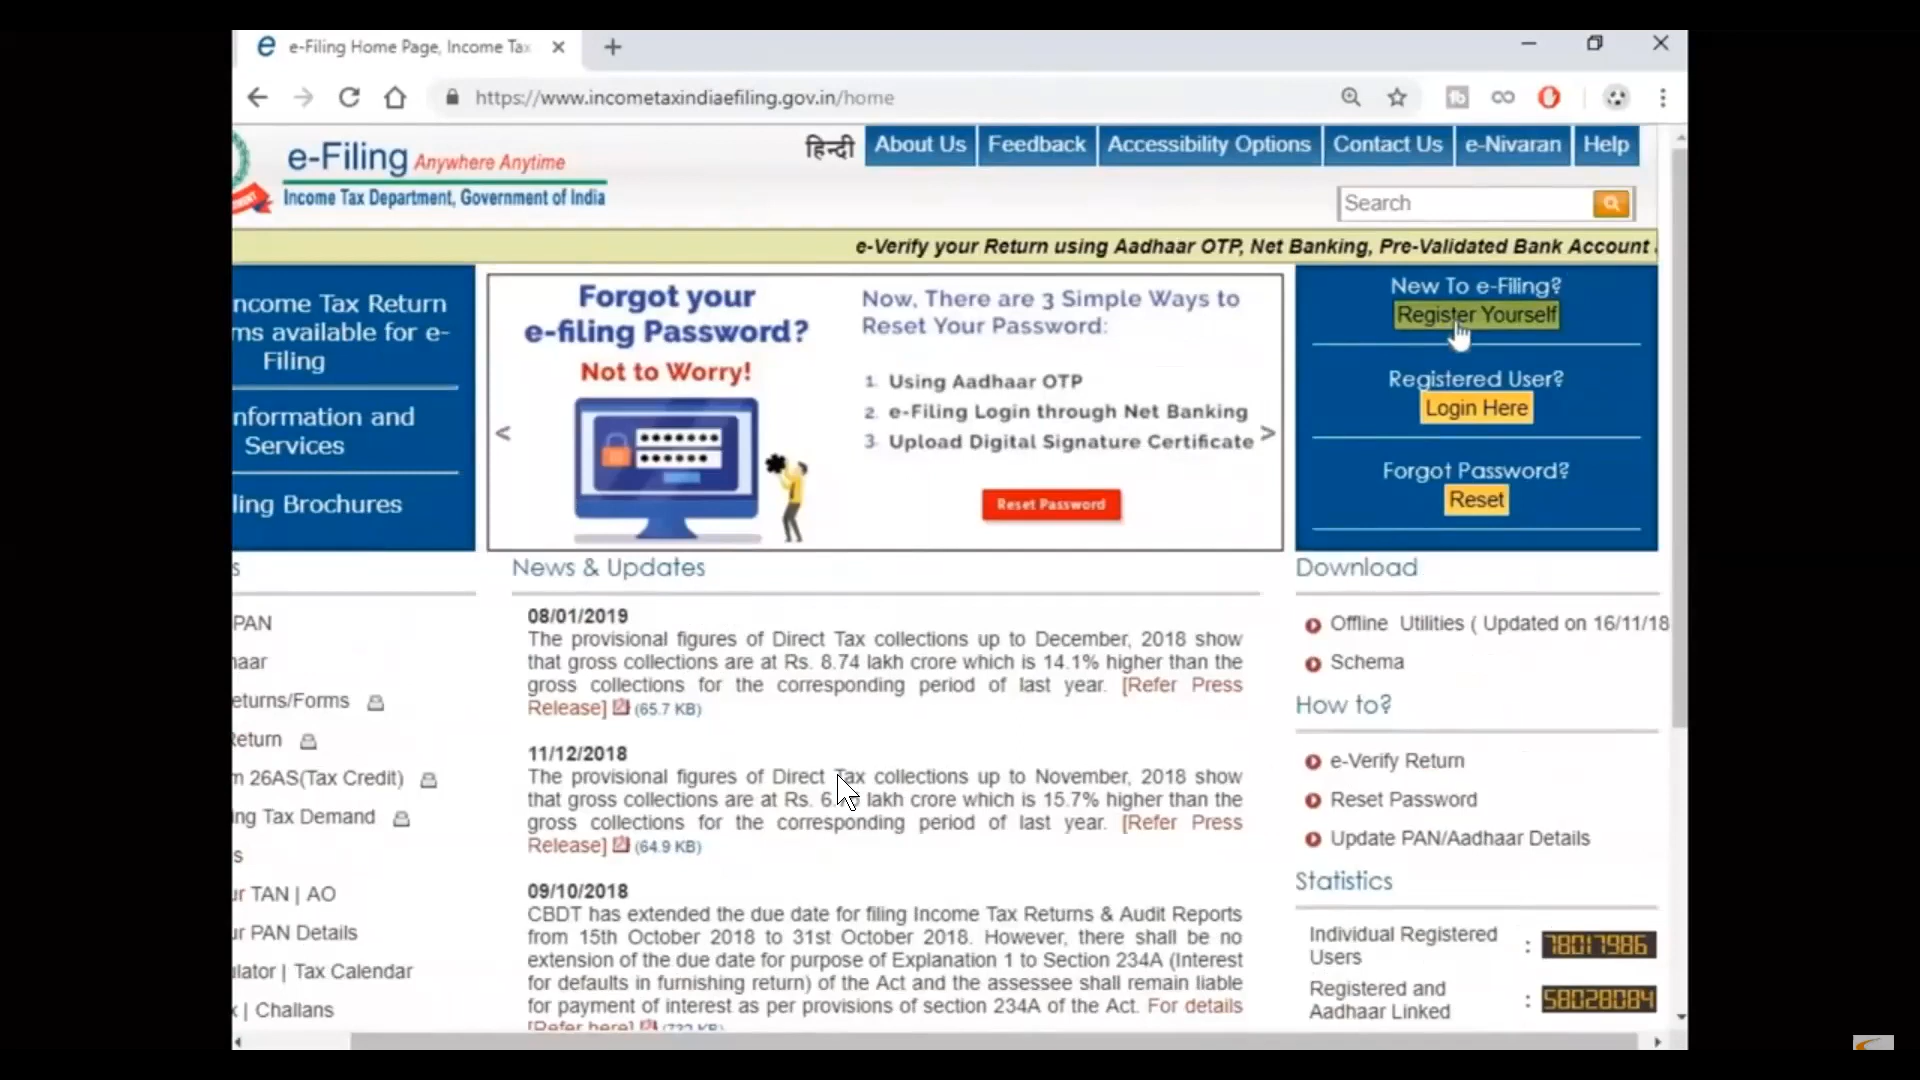 e-Filing Home Page, Income Tax
https://www.incometaxindiaefiling.gov.in/home
e-Filing Anywhere Anytime
Income Tax Department, Government of India
हिन्दी About Us Feedback Accessibility Options Contact Us e-Nivaran Help
Search
e-Verify your Return using Aadhaar OTP, Net Banking, Pre-Validated Bank Account
ncome Tax Return
ms available for e-
Filing
nformation and
Services
ling Brochures
Forgot your
e-filing Password?
Not to Worry!
Now, There are 3 Simple Ways to
Reset Your Password:
1. Using Aadhaar OTP
2. e-Filing Login through Net Banking
3. Upload Digital Signature Certificate
Reset Password
< >
New To e-Filing?
Register Yourself
Registered User?
Login Here
Forgot Password?
Reset
s
PAN
haar
eturns/Forms
Return
m 26AS(Tax Credit)
ng Tax Demand
s
ur TAN | AO
ur PAN Details
ulator | Tax Calendar
x | Challans
News & Updates
08/01/2019
The provisional figures of Direct Tax collections up to December, 2018 show
that gross collections are at Rs. 8.74 lakh crore which is 14.1% higher than the
gross collections for the corresponding period of last year. [Refer Press
Release] (65.7 KB)
11/12/2018
The provisional figures of Direct Tax collections up to November, 2018 show
that gross collections are at Rs. lakh crore which is 15.7% higher than the
gross collections for the corresponding period of last year. [Refer Press
Release] (64.9 KB)
09/10/2018
CBDT has extended the due date for filing Income Tax Returns & Audit Reports
from 15th October 2018 to 31st October 2018. However, there shall be no
extension of the due date for purpose of Explanation 1 to Section 234A (Interest
for defaults in furnishing return) of the Act and the assessee shall remain liable
for payment of interest as per provisions of section 234A of the Act. For details
[Refer here]
Download
Offline Utilities ( Updated on 16/11/18
Schema
How to?
e-Verify Return
Reset Password
Update PAN/Aadhaar Details
Statistics
Individual Registered
Users : 78017986
Registered and
Aadhaar Linked : 58028084